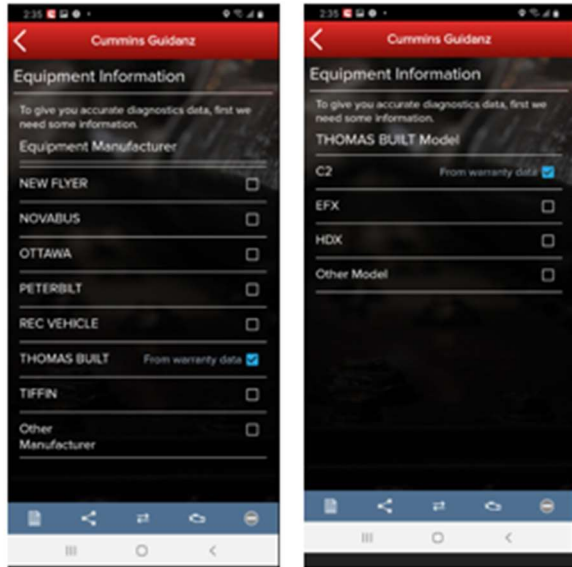 2:35
Cummins Guidanz
Equipment Information
To give you accurate diagnostics data, first we
need some information.
Equipment Manufacturer
NEW FLYER
NOVABUS
OTTAWA
PETERBILT
REC VEHICLE
THOMAS BUILT From warranty data
TIFFIN
Other
Manufacturer
2:35
Cummins Guidanz
Equipment Information
To give you accurate diagnostics data, first we
need some information.
THOMAS BUILT Model
C2 From warranty data
EFX
HDX
Other Model